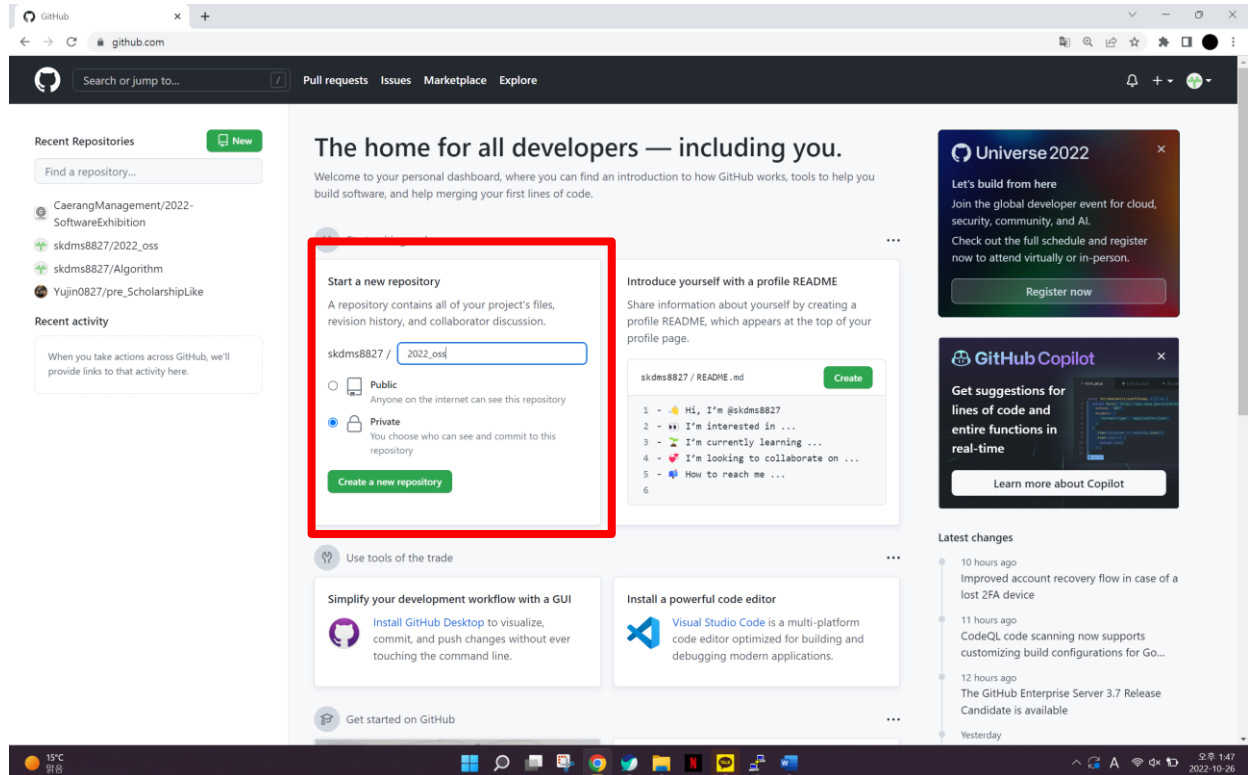 GitHub
github.com
Search or jump to...
/
Pull requests Issues Marketplace Explore
Recent Repositories
New
Find a repository...
CaerangManagement/2022-
SoftwareExhibition
skdms8827/2022_oss
skdms8827/Algorithm
Yujin0827/pre_ScholarshipLike
Recent activity
When you take actions across GitHub, we'll
provide links to that activity here.
The home for all developers — including you.
Welcome to your personal dashboard, where you can find an introduction to how GitHub works, tools to help you
build software, and help merging your first lines of code.
Start a new repository
A repository contains all of your project's files,
revision history, and collaborator discussion.
skdms8827 / 2022_oss
Public
Anyone on the internet can see this repository
Private
You choose who can see and commit to this
repository
Create a new repository
Introduce yourself with a profile README
Share information about yourself by creating a
profile README, which appears at the top of your
profile page.
skdms8827 / README.md
Create
1 - 👋 Hi, I'm @skdms8827
2 - 👀 I'm interested in ...
3 - 🌱 I'm currently learning ...
4 - 💞️ I'm looking to collaborate on ...
5 - 📫 How to reach me ...
6
Use tools of the trade
Simplify your development workflow with a GUI
Install GitHub Desktop to visualize,
commit, and push changes without ever
touching the command line.
Install a powerful code editor
Visual Studio Code is a multi-platform
code editor optimized for building and
debugging modern applications.
Get started on GitHub
Universe 2022
Let's build from here
Join the global developer event for cloud,
security, community, and AI.
Check out the full schedule and register
now to attend virtually or in-person.
Register now
GitHub Copilot
Get suggestions for
lines of code and
entire functions in
real-time
Learn more about Copilot
Latest changes
10 hours ago
Improved account recovery flow in case of a
lost 2FA device
11 hours ago
CodeQL code scanning now supports
customizing build configurations for Go...
12 hours ago
The GitHub Enterprise Server 3.7 Release
Candidate is available
Yesterday
15°C
맑음
A
오후 1:47
2022-10-26